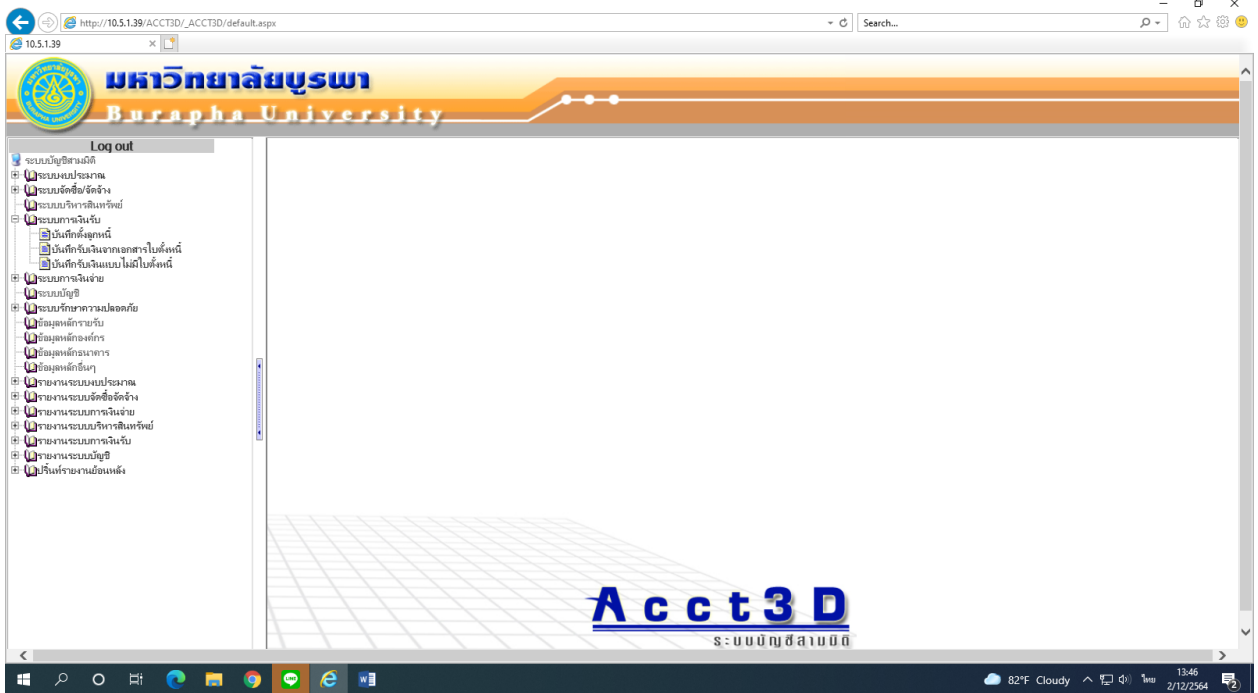 http://10.5.1.39/ACCT3D/_ACCT3D/default.aspx
Search...
10.5.1.39
มหาวิทยาลัยบูรพา
Burapha University
BURAPHA UNIVERSITY
Log out
ระบบบัญชีสามมิติ
ระบบงบประมาณ
ระบบจัดซื้อ/จัดจ้าง
ระบบบริหารสินทรัพย์
ระบบการเงินรับ
บันทึกตั้งลูกหนี้
บันทึกรับเงินจากเอกสารใบตั้งหนี้
บันทึกรับเงินแบบไม่มีใบตั้งหนี้
ระบบการเงินจ่าย
ระบบบัญชี
ระบบรักษาความปลอดภัย
ข้อมูลหลักรายรับ
ข้อมูลหลักองค์กร
ข้อมูลหลักธนาคาร
ข้อมูลหลักอื่นๆ
รายงานระบบงบประมาณ
รายงานระบบจัดซื้อจัดจ้าง
รายงานระบบการเงินจ่าย
รายงานระบบบริหารสินทรัพย์
รายงานระบบการเงินรับ
รายงานระบบบัญชี
ปริ้นท์รายงานย้อนหลัง
Acct3D
ระบบบัญชีสามมิติ
LINE
82°F Cloudy
ไทย
13:46
2/12/2564
2